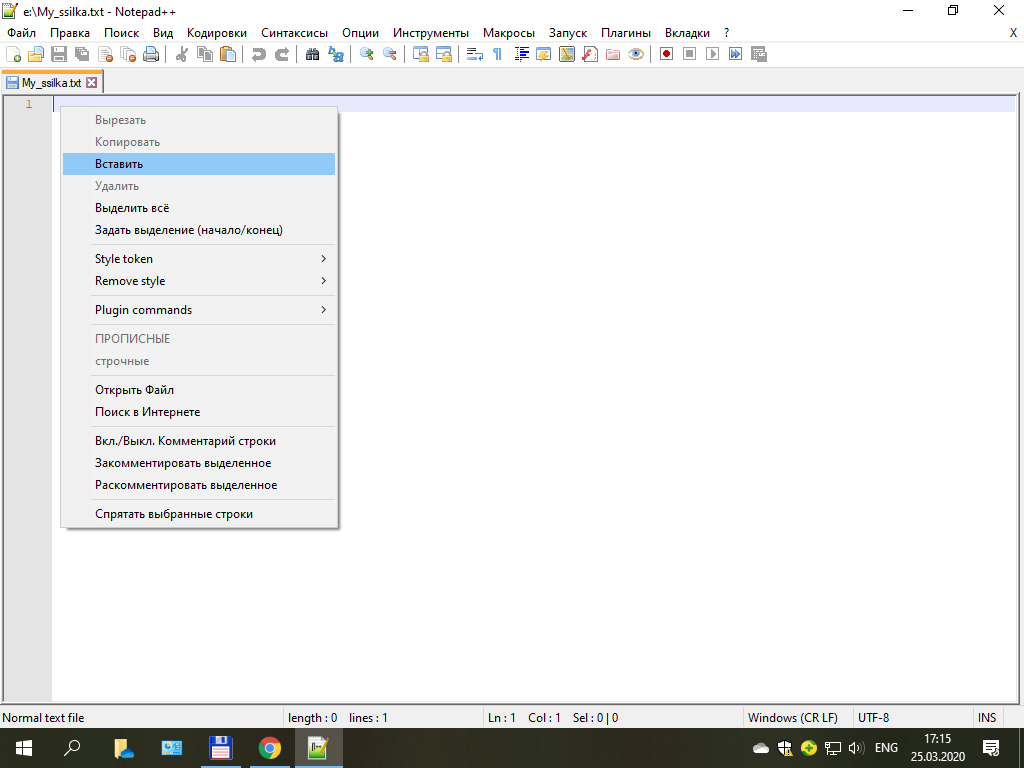 e:\My_ssilka.txt - Notepad++
Файл Правка Поиск Вид Кодировки Синтаксисы Опции Инструменты Макросы Запуск Плагины Вкладки ? X
My_ssilka.txt
1
Вырезать
Копировать
Вставить
Удалить
Выделить всё
Задать выделение (начало/конец)
Style token
Remove style
Plugin commands
ПРОПИСНЫЕ
строчные
Открыть Файл
Поиск в Интернете
Вкл./Выкл. Комментарий строки
Закомментировать выделенное
Раскомментировать выделенное
Спрятать выбранные строки
Normal text file length : 0 lines : 1 Ln : 1 Col : 1 Sel : 0 | 0 Windows (CR LF) UTF-8 INS
ENG
17:15
25.03.2020